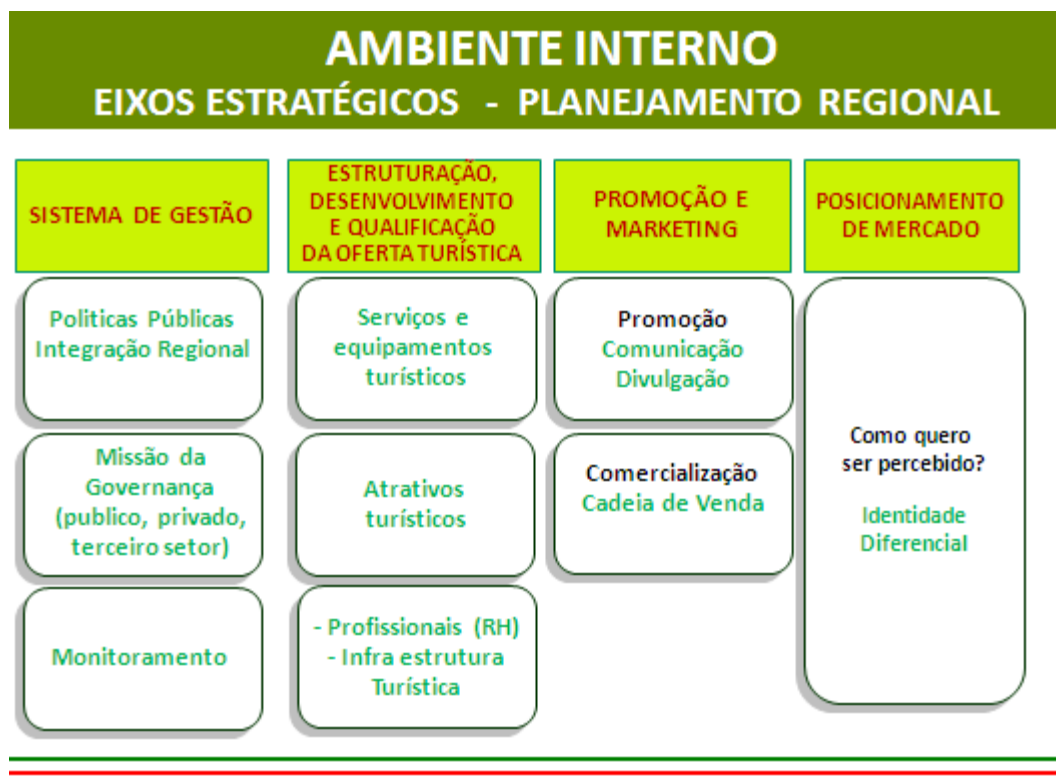 AMBIENTE INTERNO
EIXOS ESTRATÉGICOS - PLANEJAMENTO REGIONAL
SISTEMA DE GESTÃO
ESTRUTURAÇÃO,
DESENVOLVIMENTO
E QUALIFICAÇÃO
DA OFERTA TURÍSTICA
PROMOÇÃO E
MARKETING
POSICIONAMENTO
DE MERCADO
Politicas Públicas
Integração Regional
Missão da
Governança
(publico, privado,
terceiro setor)
Monitoramento
Serviços e
equipamentos
turísticos
Atrativos
turísticos
- Profissionais (RH)
- Infra estrutura
Turística
Promoção
Comunicação
Divulgação
Comercialização
Cadeia de Venda
Como quero
ser percebido?
Identidade
Diferencial